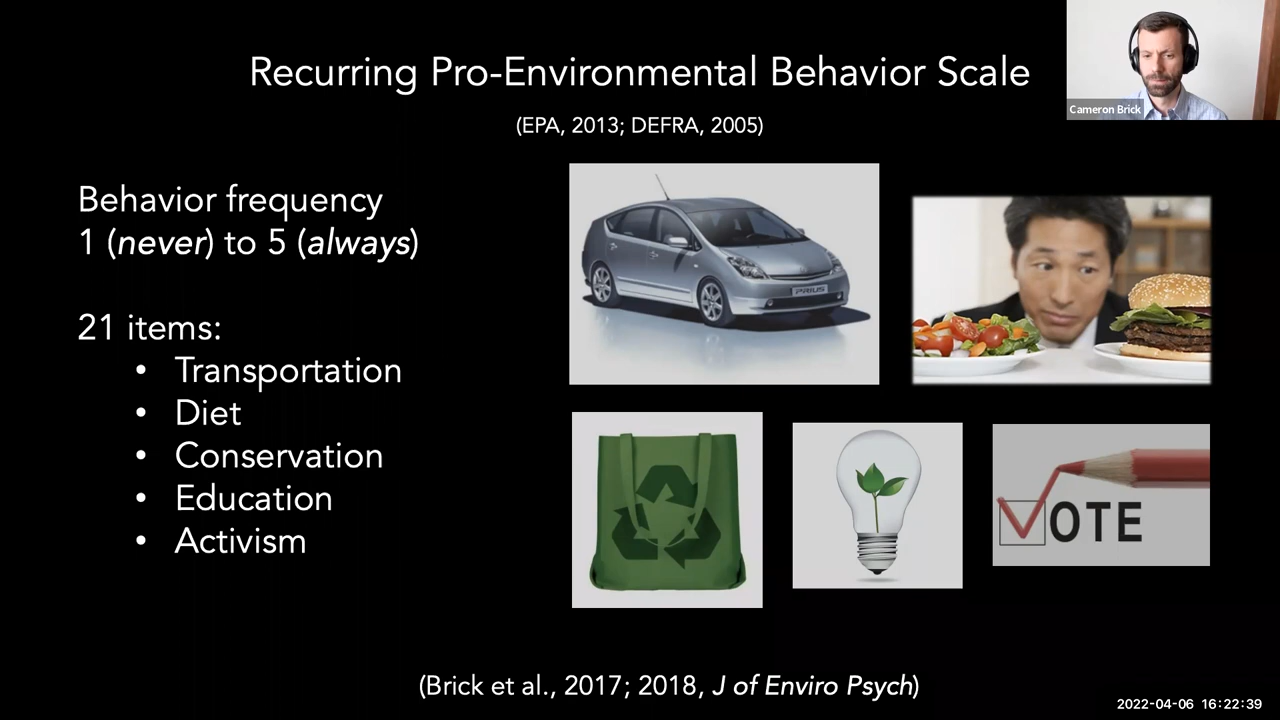 Recurring Pro-Environmental Behavior Scale
(EPA, 2013; DEFRA, 2005)
Cameron Brick
Behavior frequency
1 (never) to 5 (always)
21 items:
• Transportation
• Diet
• Conservation
• Education
• Activism
PRIUS
VOTE
(Brick et al., 2017; 2018, J of Enviro Psych)
2022-04-06 16:22:39